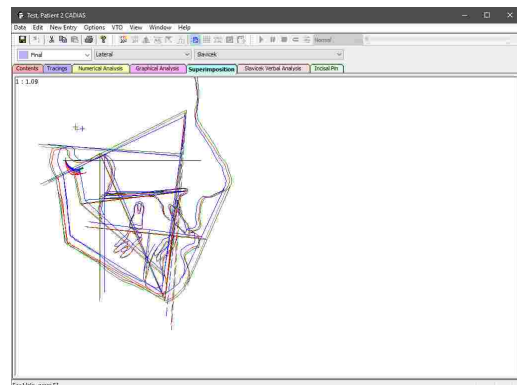 Test, Patient 2 CADIAS
Data Edit New Entry Options VTO View Window Help
Normal
Final Lateral Slavicek
Contents Tracings Numerical Analysis Graphical Analysis Superimposition Slavicek Verbal Analysis Incisal Pin
1 : 1.09